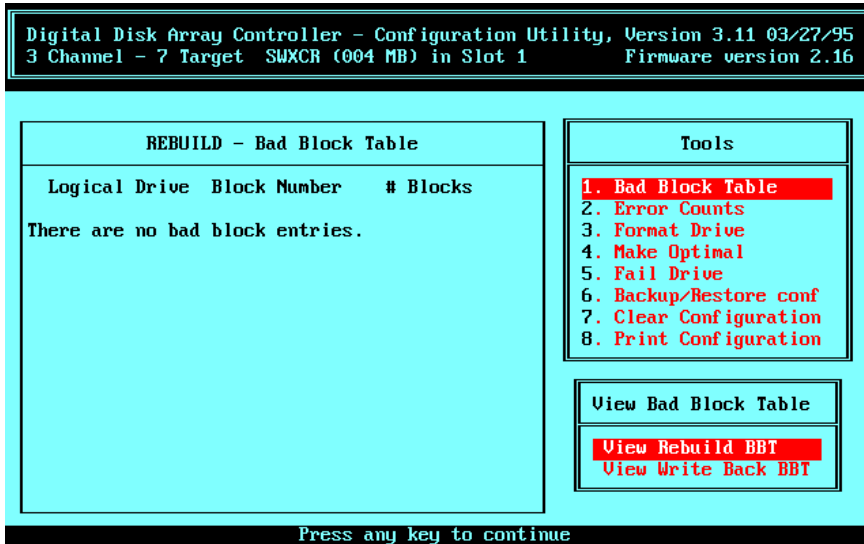 Digital Disk Array Controller - Configuration Utility, Version 3.11 03/27/95
3 Channel - 7 Target SWXCR (004 MB) in Slot 1 Firmware version 2.16
REBUILD - Bad Block Table
Logical Drive Block Number # Blocks
There are no bad block entries.
Tools
1. Bad Block Table
2. Error Counts
3. Format Drive
4. Make Optimal
5. Fail Drive
6. Backup/Restore conf
7. Clear Configuration
8. Print Configuration
View Bad Block Table
View Rebuild BBT
View Write Back BBT
Press any key to continue